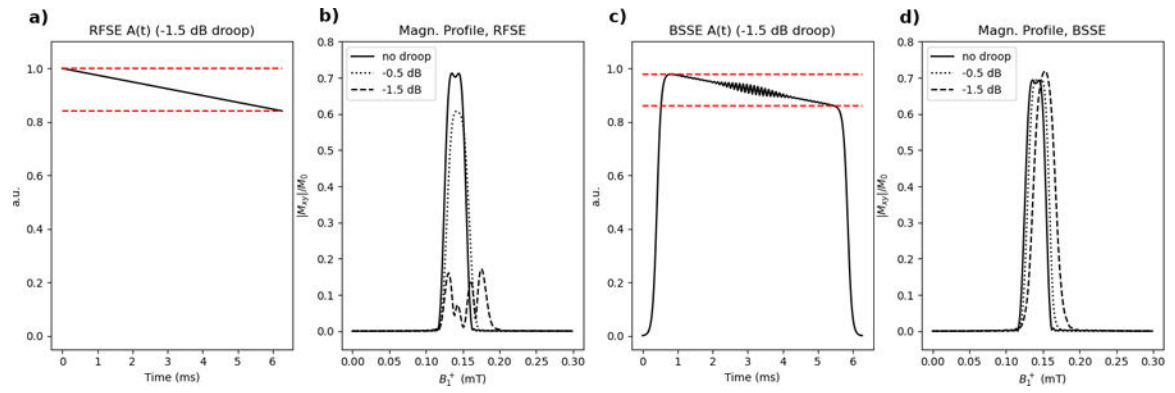 a)
RFSE A(t) (-1.5 dB droop)
1.0
0.8
0.6
0.4
0.2
0.0
a.u.
0 1 2 3 4 5 6
Time (ms)
b)
Magn. Profile, RFSE
no droop
-0.5 dB
-1.5 dB
0.8
0.7
0.6
0.5
0.4
0.3
0.2
0.1
0.0
|Mxy|/M0
0.00 0.05 0.10 0.15 0.20 0.25 0.30
B1+ (mT)
c)
BSSE A(t) (-1.5 dB droop)
1.0
0.8
0.6
0.4
0.2
0.0
a.u.
0 1 2 3 4 5 6
Time (ms)
d)
Magn. Profile, BSSE
no droop
-0.5 dB
-1.5 dB
0.8
0.7
0.6
0.5
0.4
0.3
0.2
0.1
0.0
|Mxy|/M0
0.00 0.05 0.10 0.15 0.20 0.25 0.30
B1+ (mT)